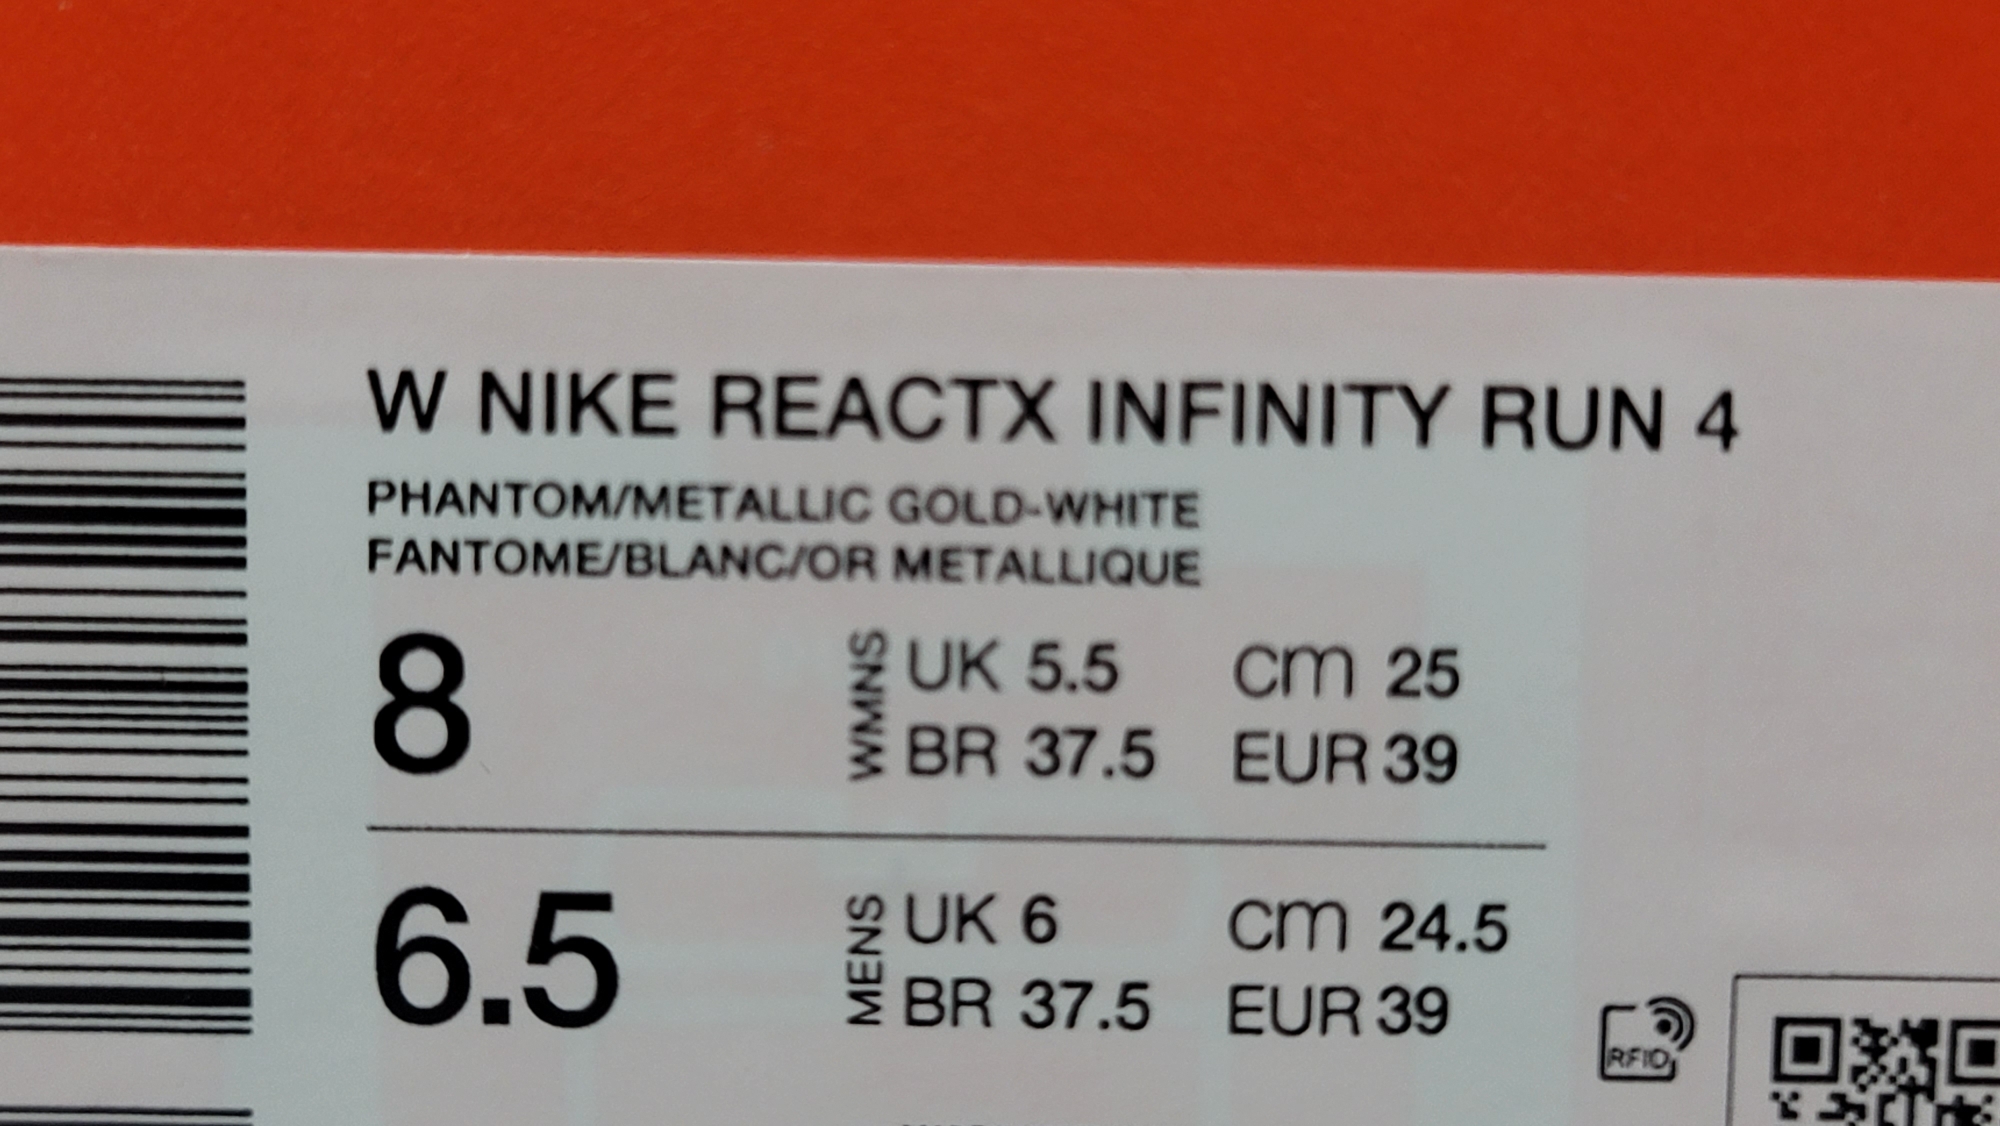 W NIKE REACTX INFINITY RUN 4
PHANTOM/METALLIC GOLD-WHITE
FANTOME/BLANC/OR METALLIQUE
8
WMNS
UK 5.5 cm 25
BR 37.5 EUR 39
6.5
MENS
UK 6 cm 24.5
BR 37.5 EUR 39
RFID